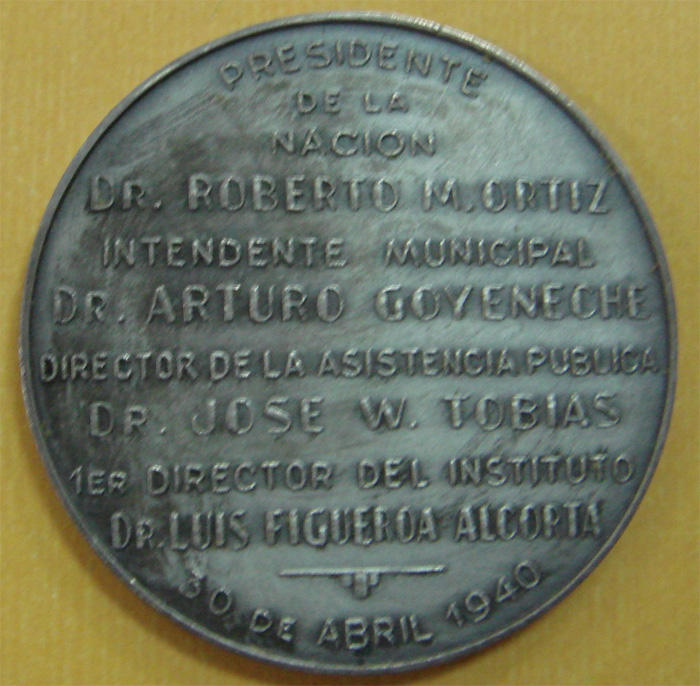 PRESIDENTE
DE LA
NACION
DR. ROBERTO M. ORTIZ
INTENDENTE MUNICIPAL
DR. ARTURO GOYENECHE
DIRECTOR DE LA ASISTENCIA PUBLICA
DR. JOSE W. TOBIAS
1ER DIRECTOR DEL INSTITUTO
DR. LUIS FIGUEROA ALCORTA
30 DE ABRIL 1940